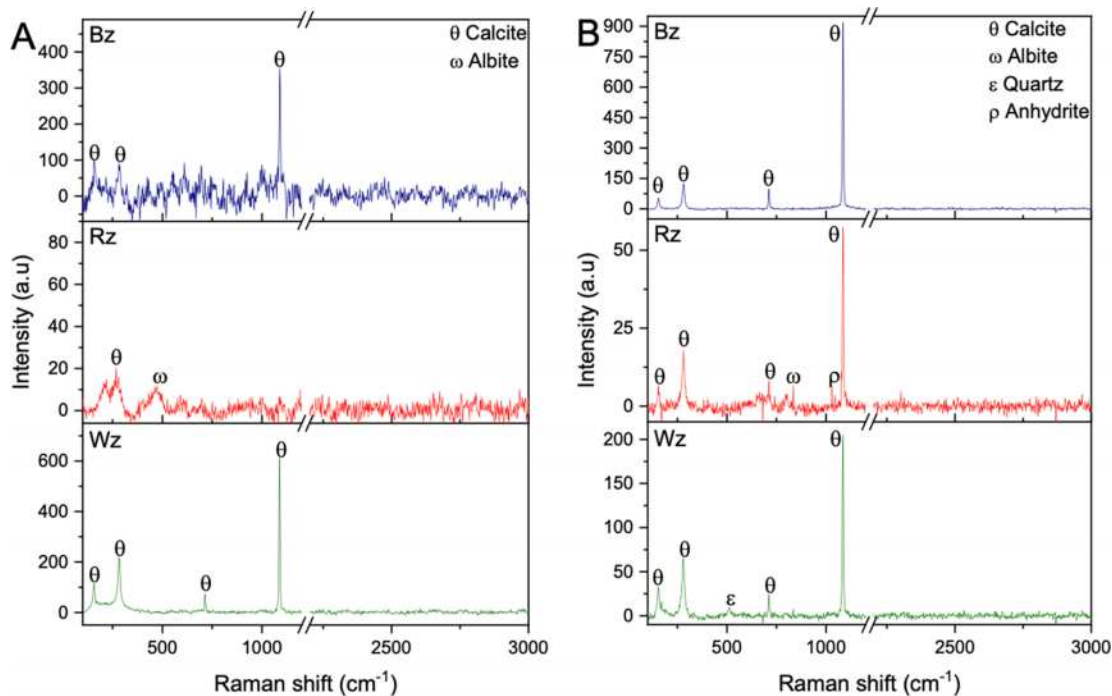 A
Bz
θ Calcite
ω Albite
400
300
200
100
0
θ
θ
θ
Rz
80
60
40
20
0
θ
ω
Wz
600
400
200
0
θ
θ
θ
θ
500
1000
2500
3000
Intensity (a.u)
Raman shift (cm⁻¹)
B
Bz
θ Calcite
ω Albite
ε Quartz
ρ Anhydrite
900
750
600
450
300
150
0
θ
θ
θ
θ
Rz
50
25
0
θ
θ
θ
ω
ρ
θ
Wz
200
150
100
50
0
θ
θ
ε
θ
θ
500
1000
2500
3000
Intensity (a.u)
Raman shift (cm⁻¹)